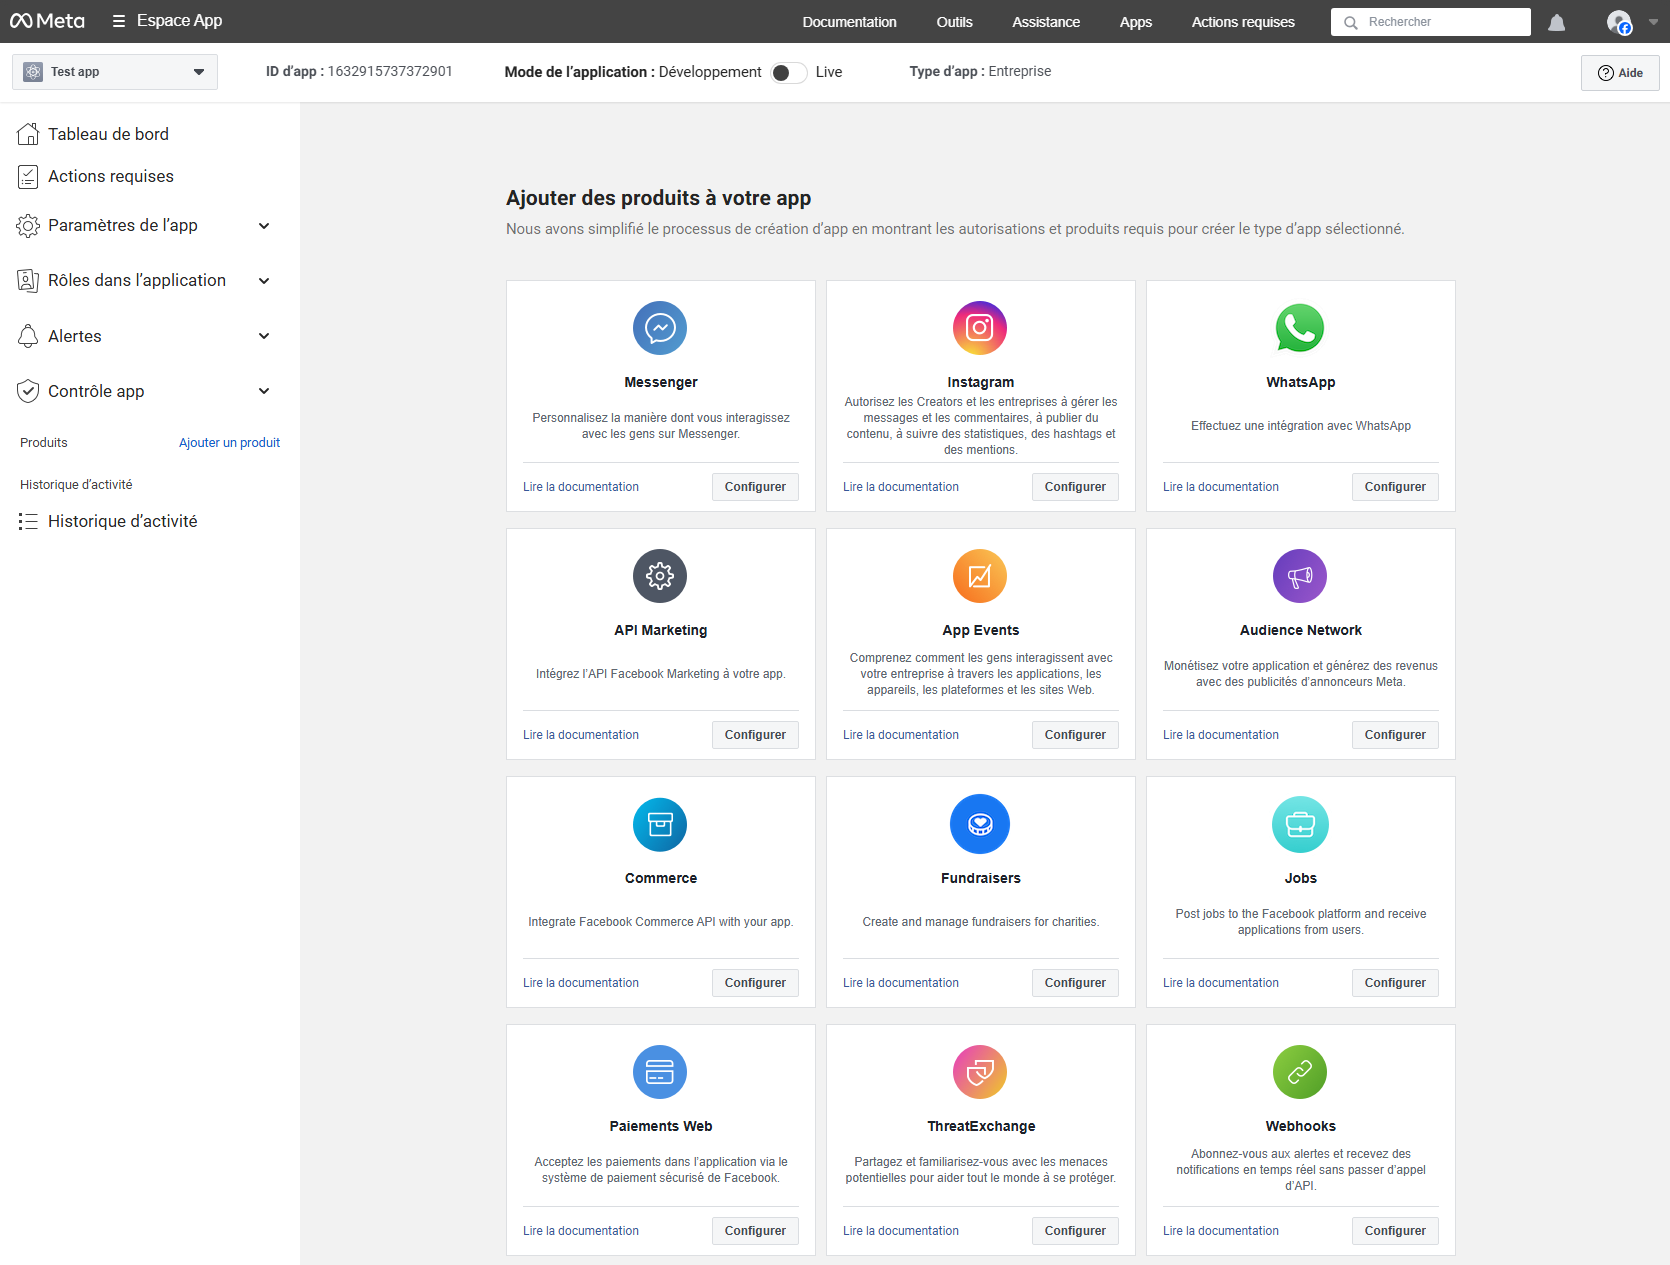 Meta
Espace App
Documentation
Outils
Assistance
Apps
Actions requises
Rechercher
Test app
ID d’app : 1632915737372901
Mode de l’application : Développement
Live
Type d’app : Entreprise
Aide
Tableau de bord
Actions requises
Paramètres de l’app
Rôles dans l’application
Alertes
Contrôle app
Produits
Ajouter un produit
Historique d’activité
Historique d’activité
Ajouter des produits à votre app
Nous avons simplifié le processus de création d’app en montrant les autorisations et produits requis pour créer le type d’app sélectionné.
Messenger
Personnalisez la manière dont vous interagissez
avec les gens sur Messenger.
Lire la documentation
Configurer
Instagram
Autorisez les Creators et les entreprises à gérer les
messages et les commentaires, à publier du
contenu, à suivre des statistiques, des hashtags et
des mentions.
Lire la documentation
Configurer
WhatsApp
Effectuez une intégration avec WhatsApp
Lire la documentation
Configurer
API Marketing
Intégrez l’API Facebook Marketing à votre app.
Lire la documentation
Configurer
App Events
Comprenez comment les gens interagissent avec
votre entreprise à travers les applications, les
appareils, les plateformes et les sites Web.
Lire la documentation
Configurer
Audience Network
Monétisez votre application et générez des revenus
avec des publicités d’annonceurs Meta.
Lire la documentation
Configurer
Commerce
Integrate Facebook Commerce API with your app.
Lire la documentation
Configurer
Fundraisers
Create and manage fundraisers for charities.
Lire la documentation
Configurer
Jobs
Post jobs to the Facebook platform and receive
applications from users.
Lire la documentation
Configurer
Paiements Web
Acceptez les paiements dans l’application via le
système de paiement sécurisé de Facebook.
Lire la documentation
Configurer
ThreatExchange
Partagez et familiarisez-vous avec les menaces
potentielles pour aider tout le monde à se protéger.
Lire la documentation
Configurer
Webhooks
Abonnez-vous aux alertes et recevez des
notifications en temps réel sans passer d’appel
d’API.
Lire la documentation
Configurer